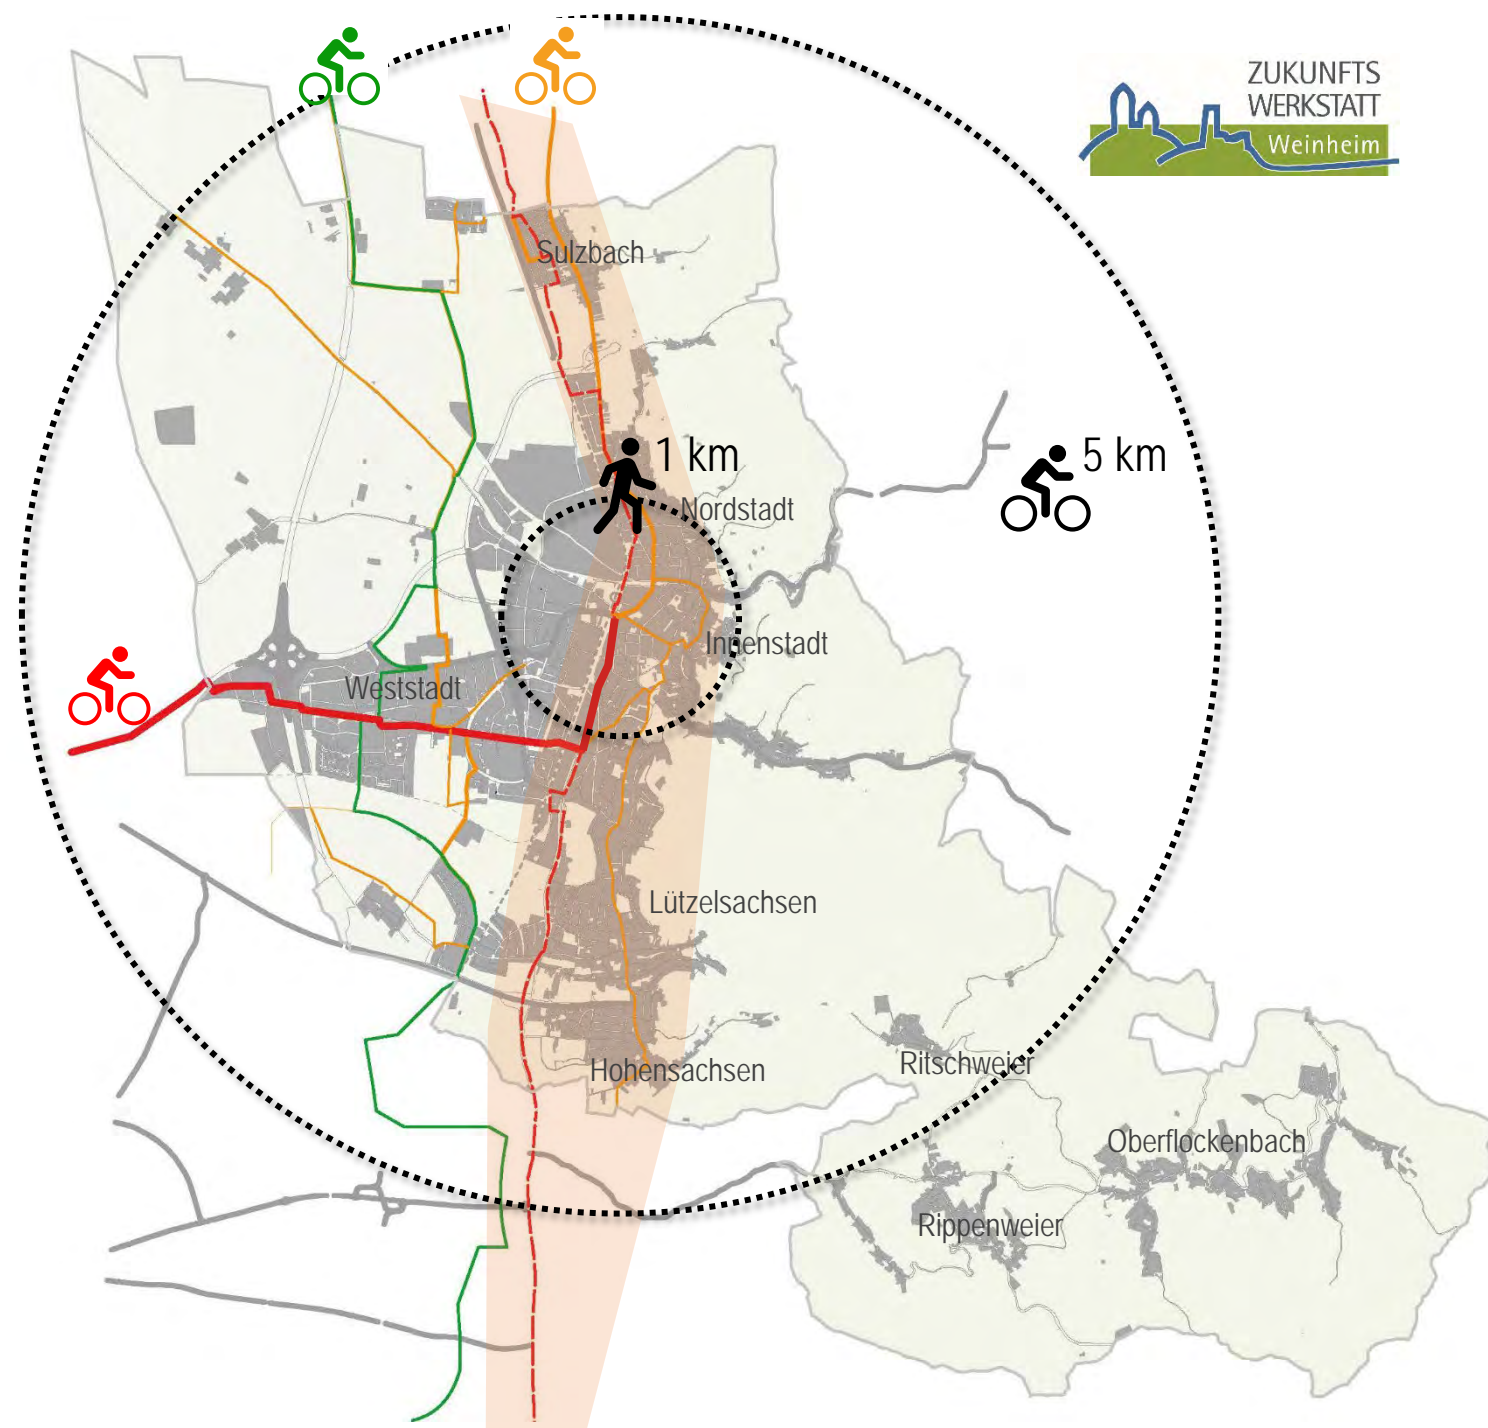 ZUKUNFTS
WERKSTATT
Weinheim
Sulzbach
1 km
5 km
Nordstadt
Innenstadt
Weststadt
Lützelsachsen
Hohensachsen
Ritschweier
Oberflockenbach
Rippenweier